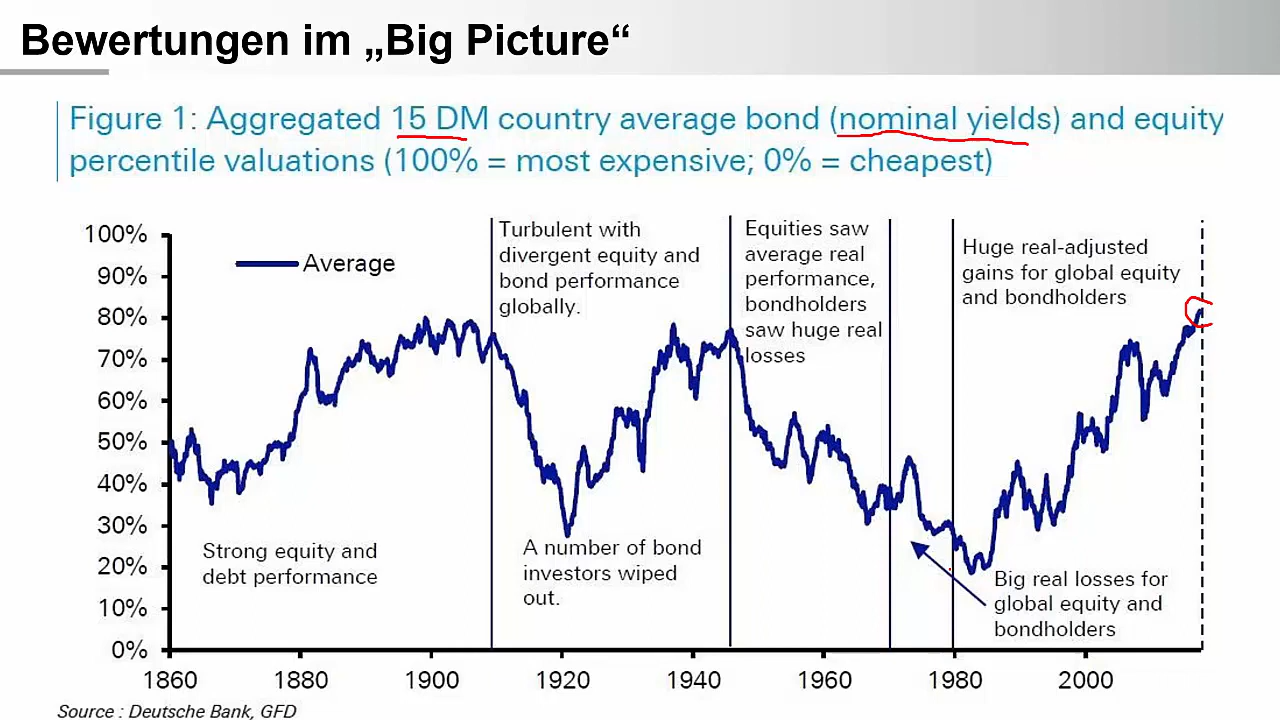 Bewertungen im „Big Picture“
Figure 1: Aggregated 15 DM country average bond (nominal yields) and equity
percentile valuations (100% = most expensive; 0% = cheapest)
100%
90%
80%
70%
60%
50%
40%
30%
20%
10%
0%
Average
Strong equity and
debt performance
Turbulent with
divergent equity and
bond performance
globally.
A number of bond
investors wiped
out.
Equities saw
average real
performance,
bondholders
saw huge real
losses
Huge real-adjusted
gains for global equity
and bondholders
Big real losses for
global equity and
bondholders
1860 1880 1900 1920 1940 1960 1980 2000
Source : Deutsche Bank, GFD